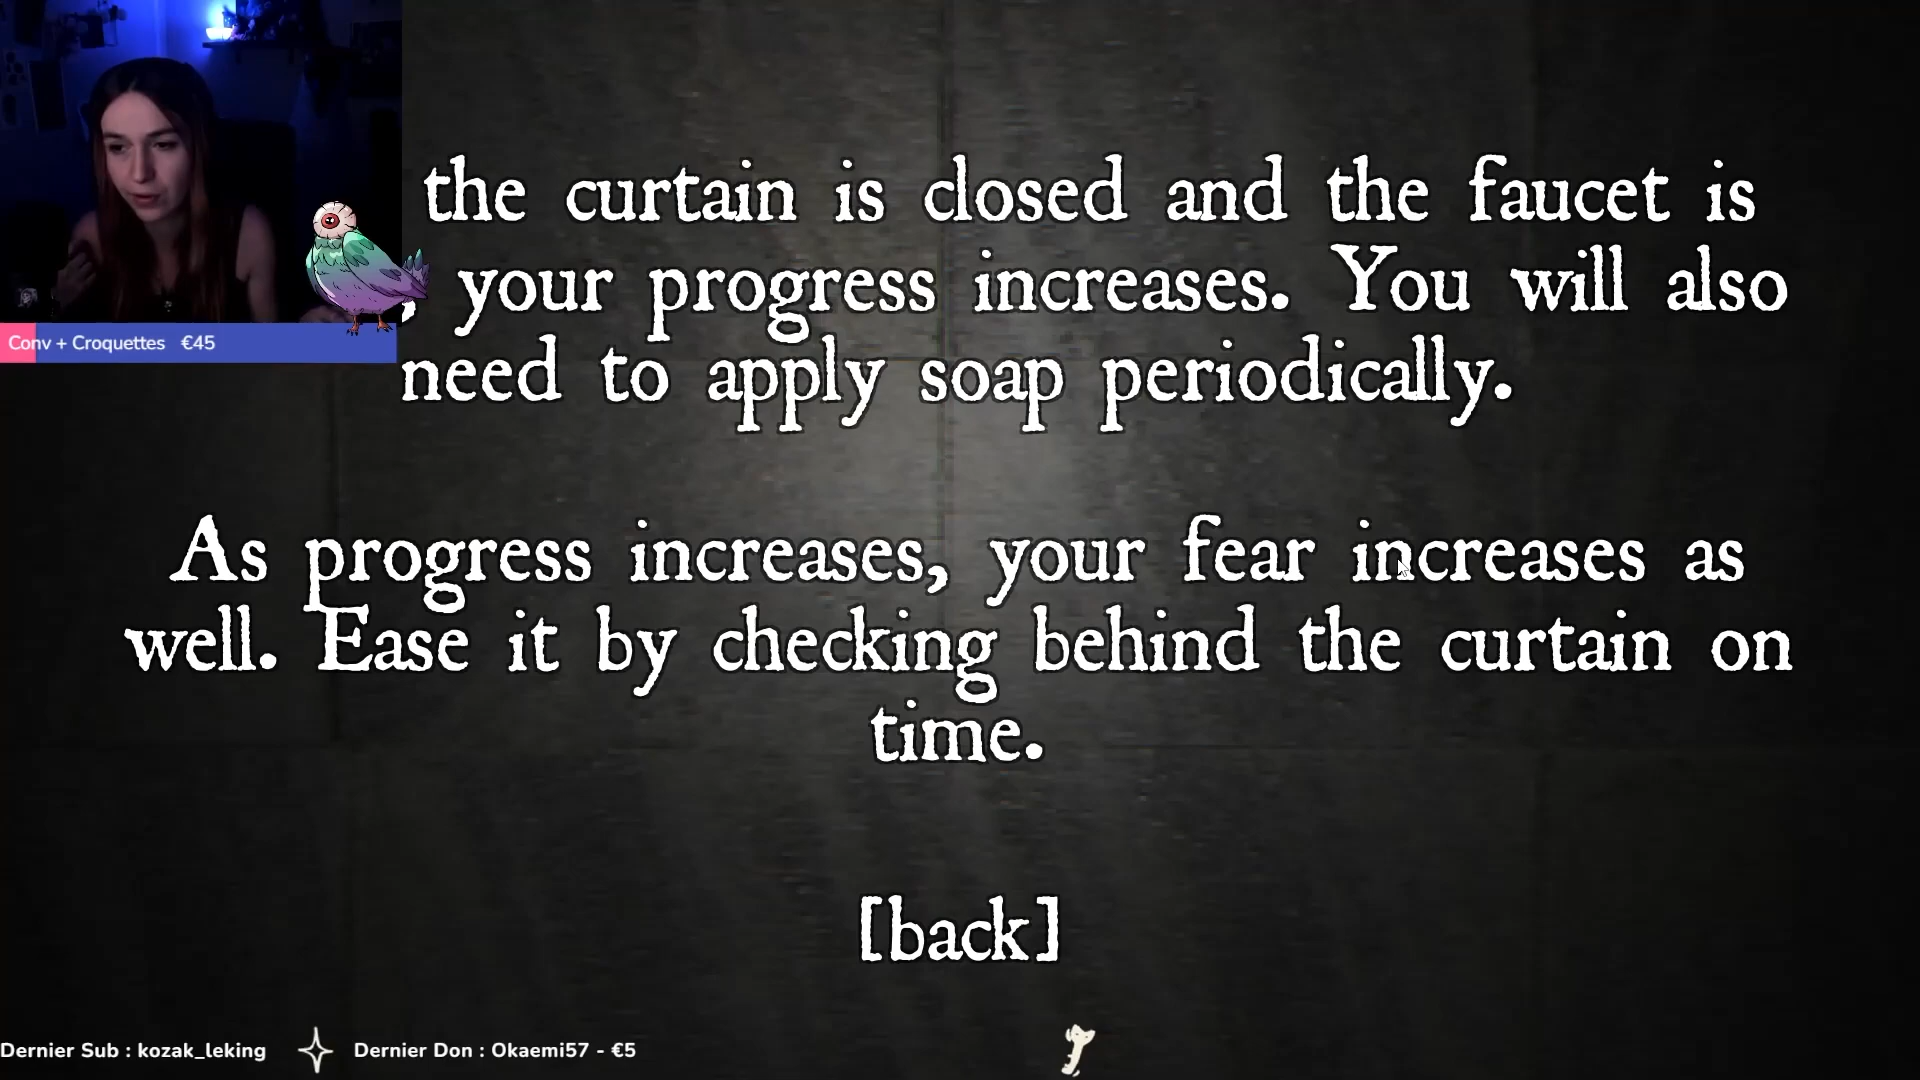 the curtain is closed and the faucet is
, your progress increases. You will also
need to apply soap periodically.
As progress increases, your fear increases as
well. Ease it by checking behind the curtain on
time.
[back]
Conv + Croquettes €45
Dernier Sub : kozak_leking
Dernier Don : Okaemi57 - €5